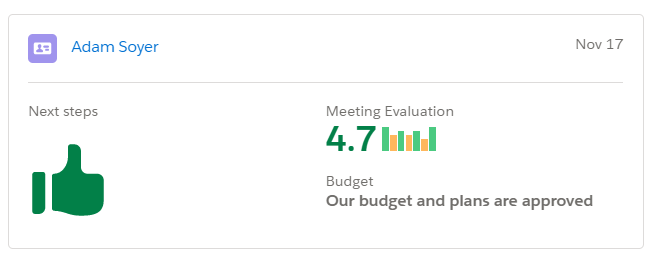 Adam Soyer
Nov 17
Next steps
Meeting Evaluation
4.7
Budget
Our budget and plans are approved